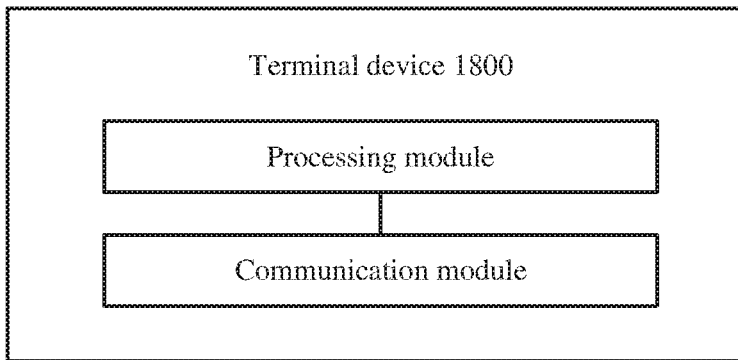 Terminal device 1800
Processing module
Communication module